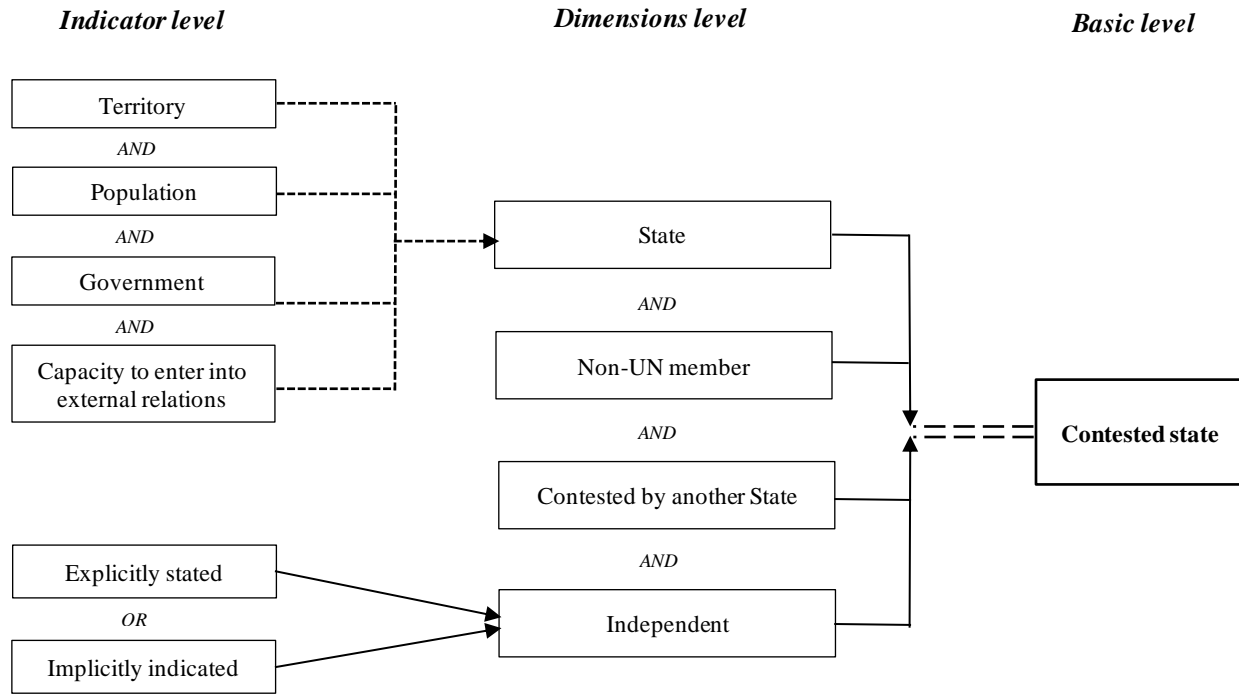 Indicator level
Dimensions level
Basic level
Territory
AND
Population
AND
Government
AND
Capacity to enter into
external relations
State
AND
Non-UN member
AND
Contested by another State
AND
Independent
Explicitly stated
OR
Implicitly indicated
Contested state